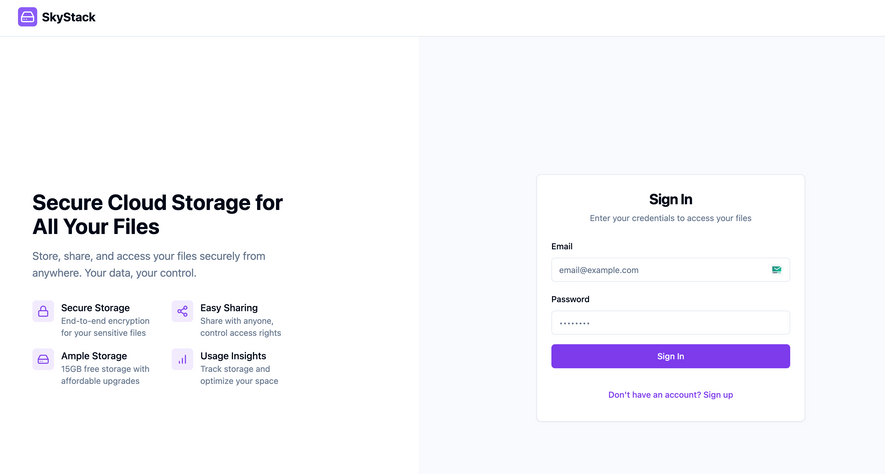 SkyStack
Secure Cloud Storage for
All Your Files
Store, share, and access your files securely from
anywhere. Your data, your control.
Secure Storage
End-to-end encryption
for your sensitive files
Easy Sharing
Share with anyone,
control access rights
Ample Storage
15GB free storage with
affordable upgrades
Usage Insights
Track storage and
optimize your space
Sign In
Enter your credentials to access your files
Email
email@example.com
Password
••••••••
Sign In
Don't have an account? Sign up